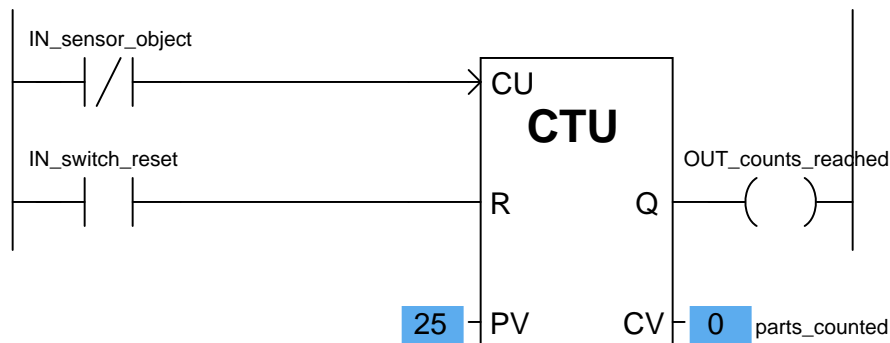 IN_sensor_object
CU
CTU
IN_switch_reset
OUT_counts_reached
R
Q
25
PV
CV
0
parts_counted